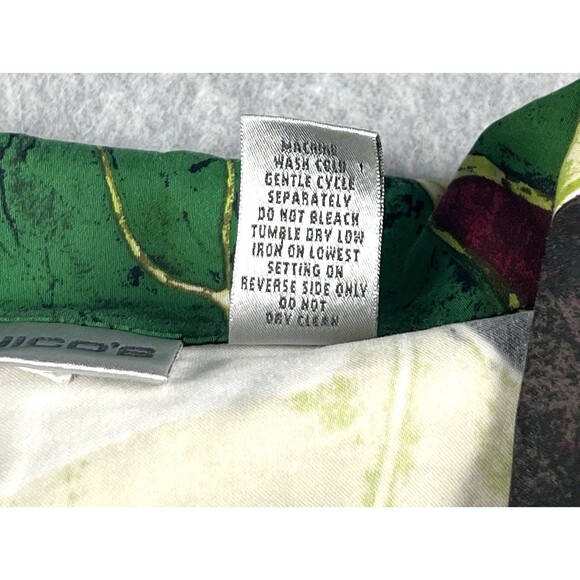 MACHINE
WASH COLD
GENTLE CYCLE
SEPARATELY
DO NOT BLEACH
TUMBLE DRY LOW
IRON ON LOWEST
SETTING ON
REVERSE SIDE ONLY
DO NOT
DRY CLEAN